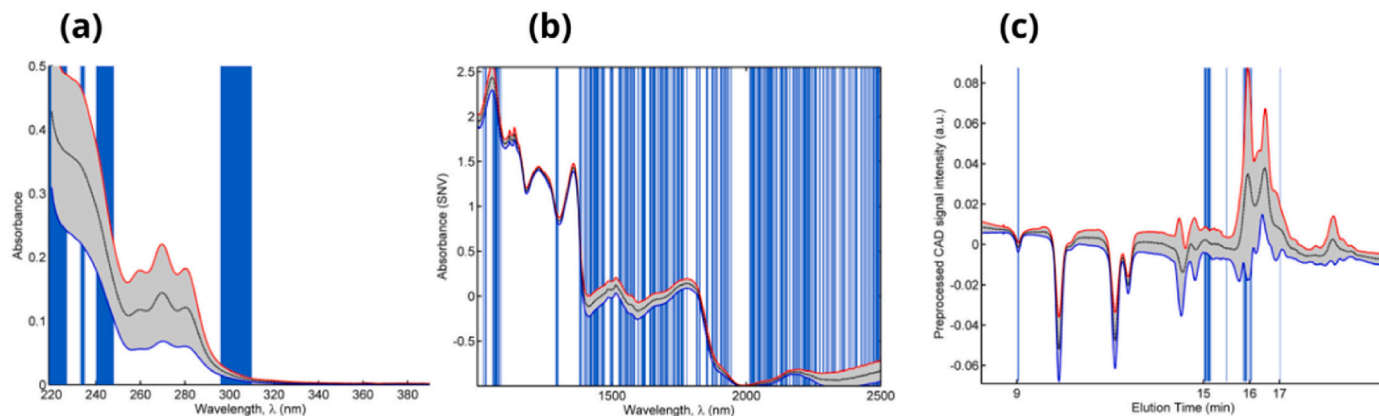 (a)
(b)
(c)
0.5
0.4
0.3
0.2
0.1
0
220 240 260 280 300 320 340 360 380
Wavelength, λ (nm)
Absorbance
2.5
2
1.5
1
0.5
0
-0.5
1500 2000 2500
Wavelength, λ (nm)
Absorbance (SNV)
0.08
0.06
0.04
0.02
0
-0.02
-0.04
-0.06
9 15 16 17
Elution Time (min)
Preprocessed CAD signal intensity (a.u.)